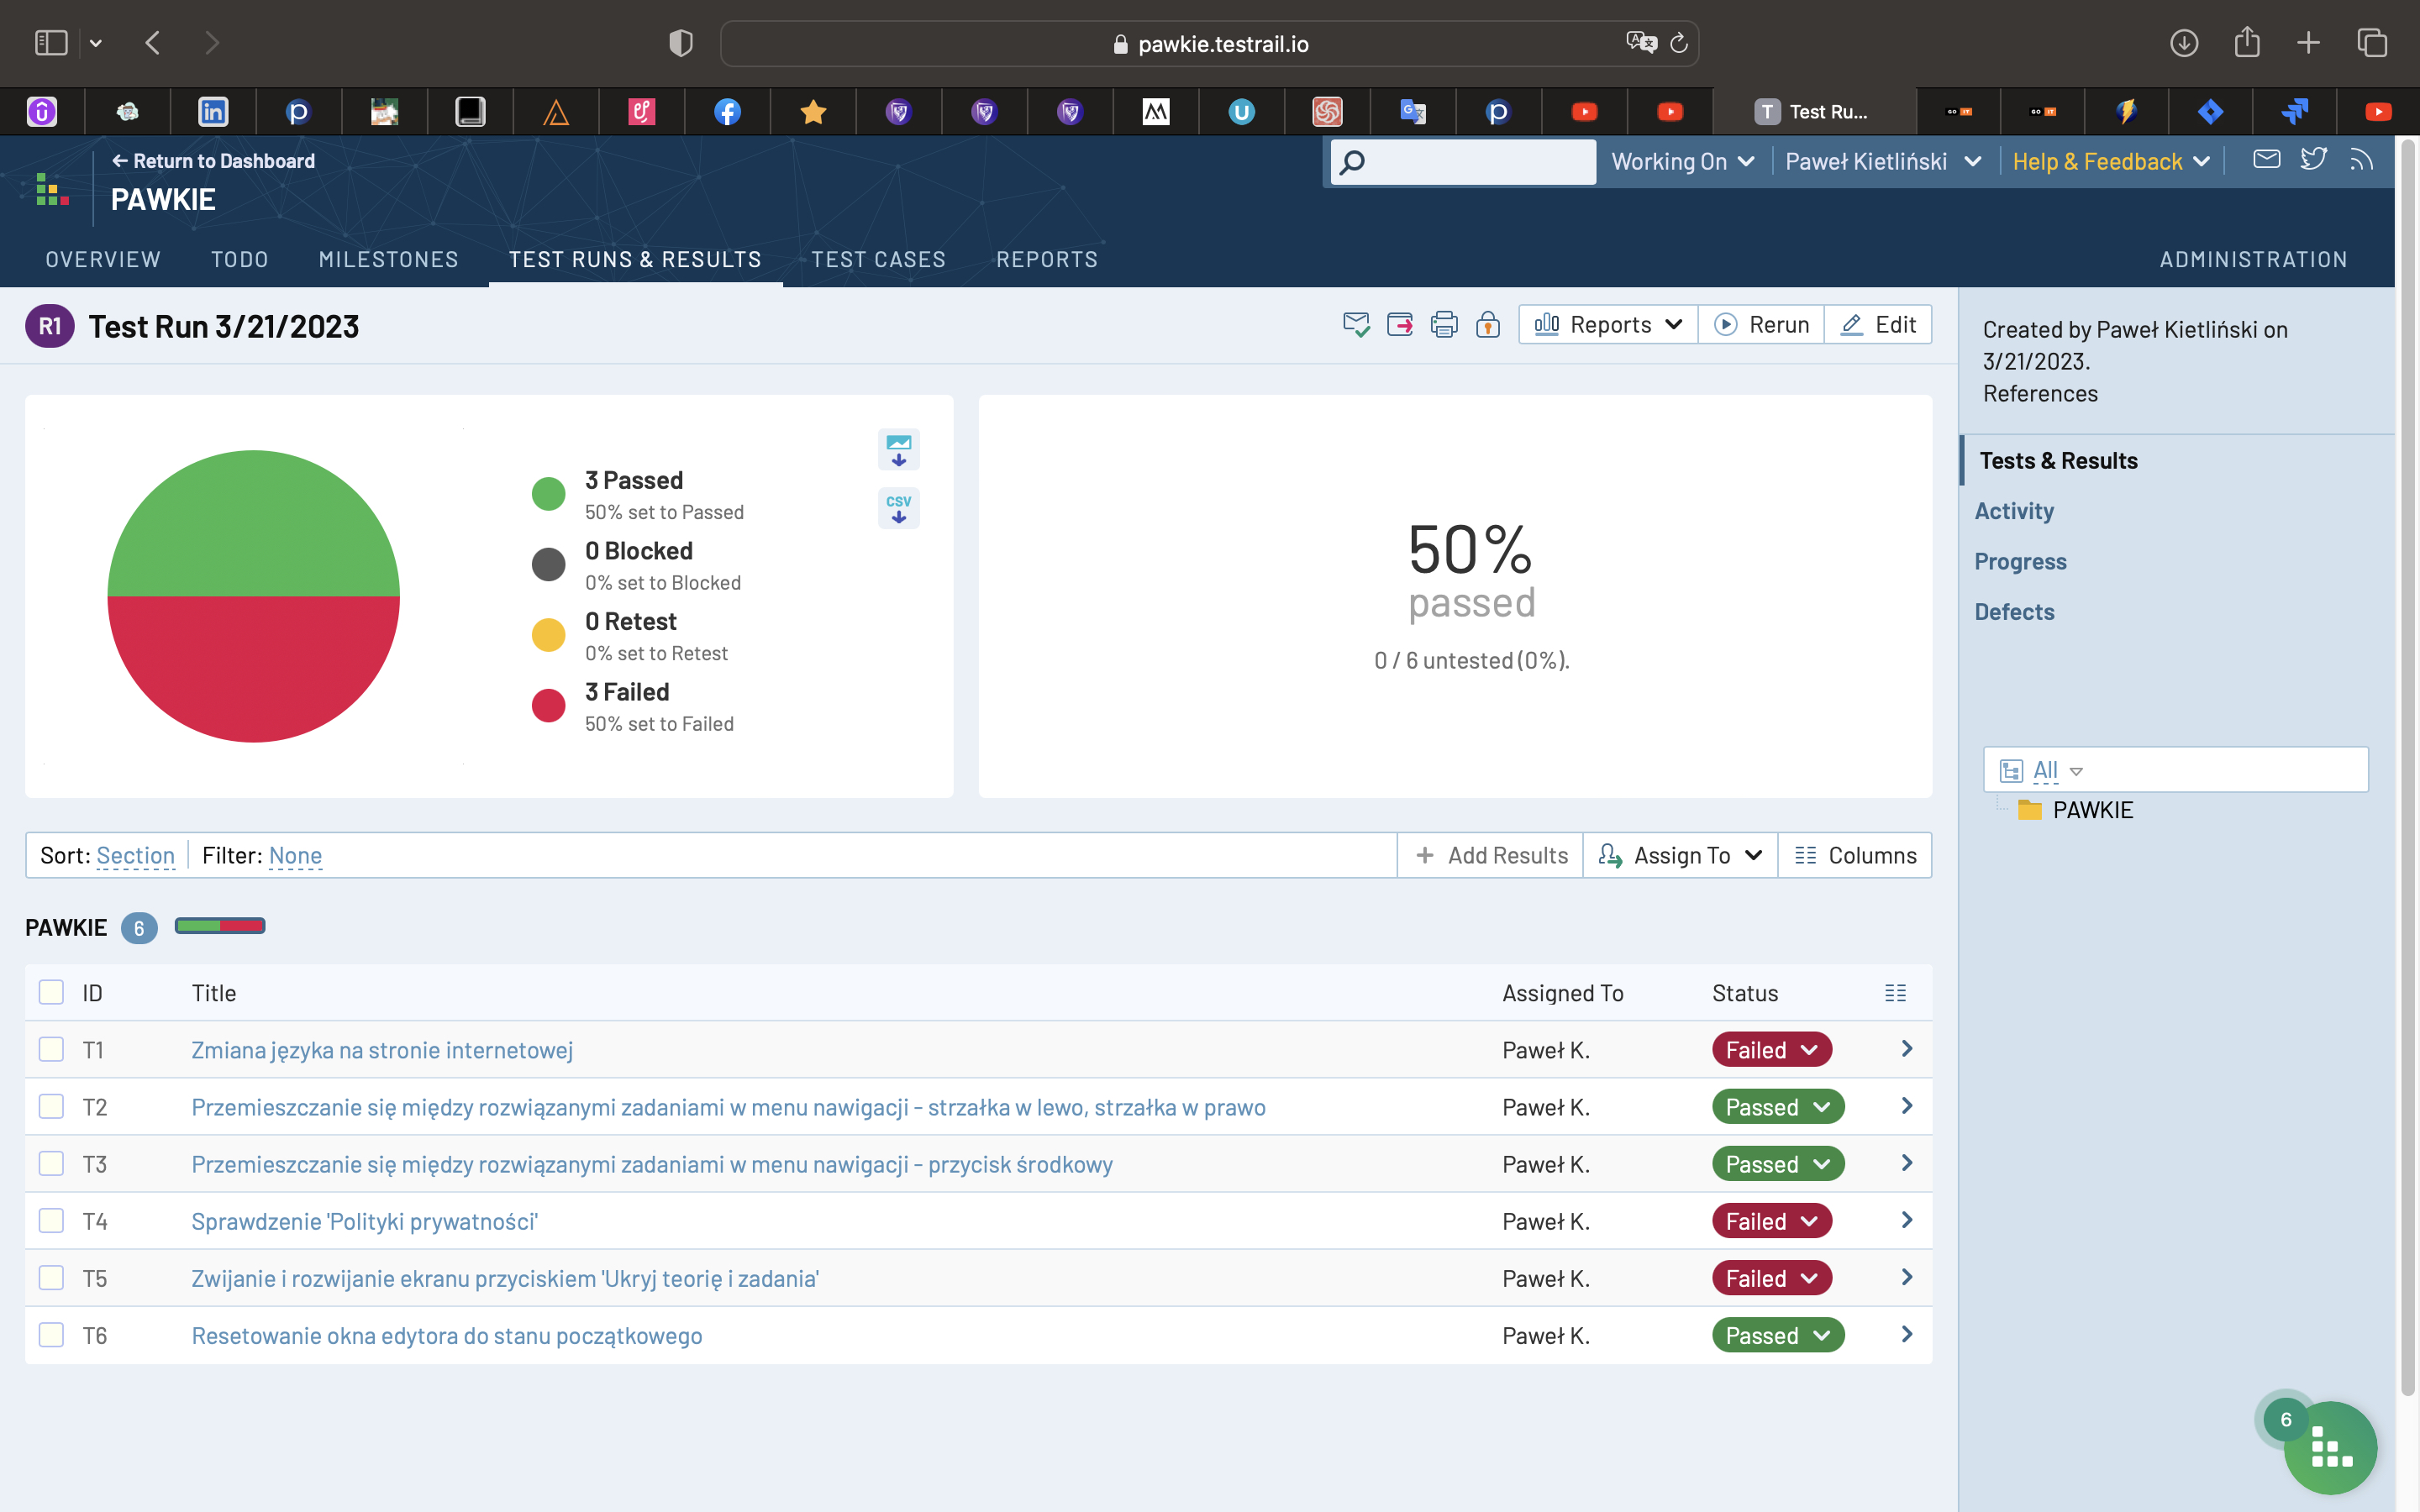 pawkie.testrail.io
Test Ru...
← Return to Dashboard
PAWKIE
Working On
Paweł Kietliński
Help & Feedback
OVERVIEW
TODO
MILESTONES
TEST RUNS & RESULTS
TEST CASES
REPORTS
ADMINISTRATION
R1
Test Run 3/21/2023
Reports
Rerun
Edit
Created by Paweł Kietliński on
3/21/2023.
References
3 Passed
50% set to Passed
0 Blocked
0% set to Blocked
0 Retest
0% set to Retest
3 Failed
50% set to Failed
CSV
50%
passed
0 / 6 untested (0%).
Tests & Results
Activity
Progress
Defects
All
PAWKIE
Sort: Section
Filter: None
Add Results
Assign To
Columns
PAWKIE 6
ID Title Assigned To Status
T1 Zmiana języka na stronie internetowej Paweł K. Failed
T2 Przemieszczanie się między rozwiązanymi zadaniami w menu nawigacji - strzałka w lewo, strzałka w prawo Paweł K. Passed
T3 Przemieszczanie się między rozwiązanymi zadaniami w menu nawigacji - przycisk środkowy Paweł K. Passed
T4 Sprawdzenie 'Polityki prywatności' Paweł K. Failed
T5 Zwijanie i rozwijanie ekranu przyciskiem 'Ukryj teorię i zadania' Paweł K. Failed
T6 Resetowanie okna edytora do stanu początkowego Paweł K. Passed
6